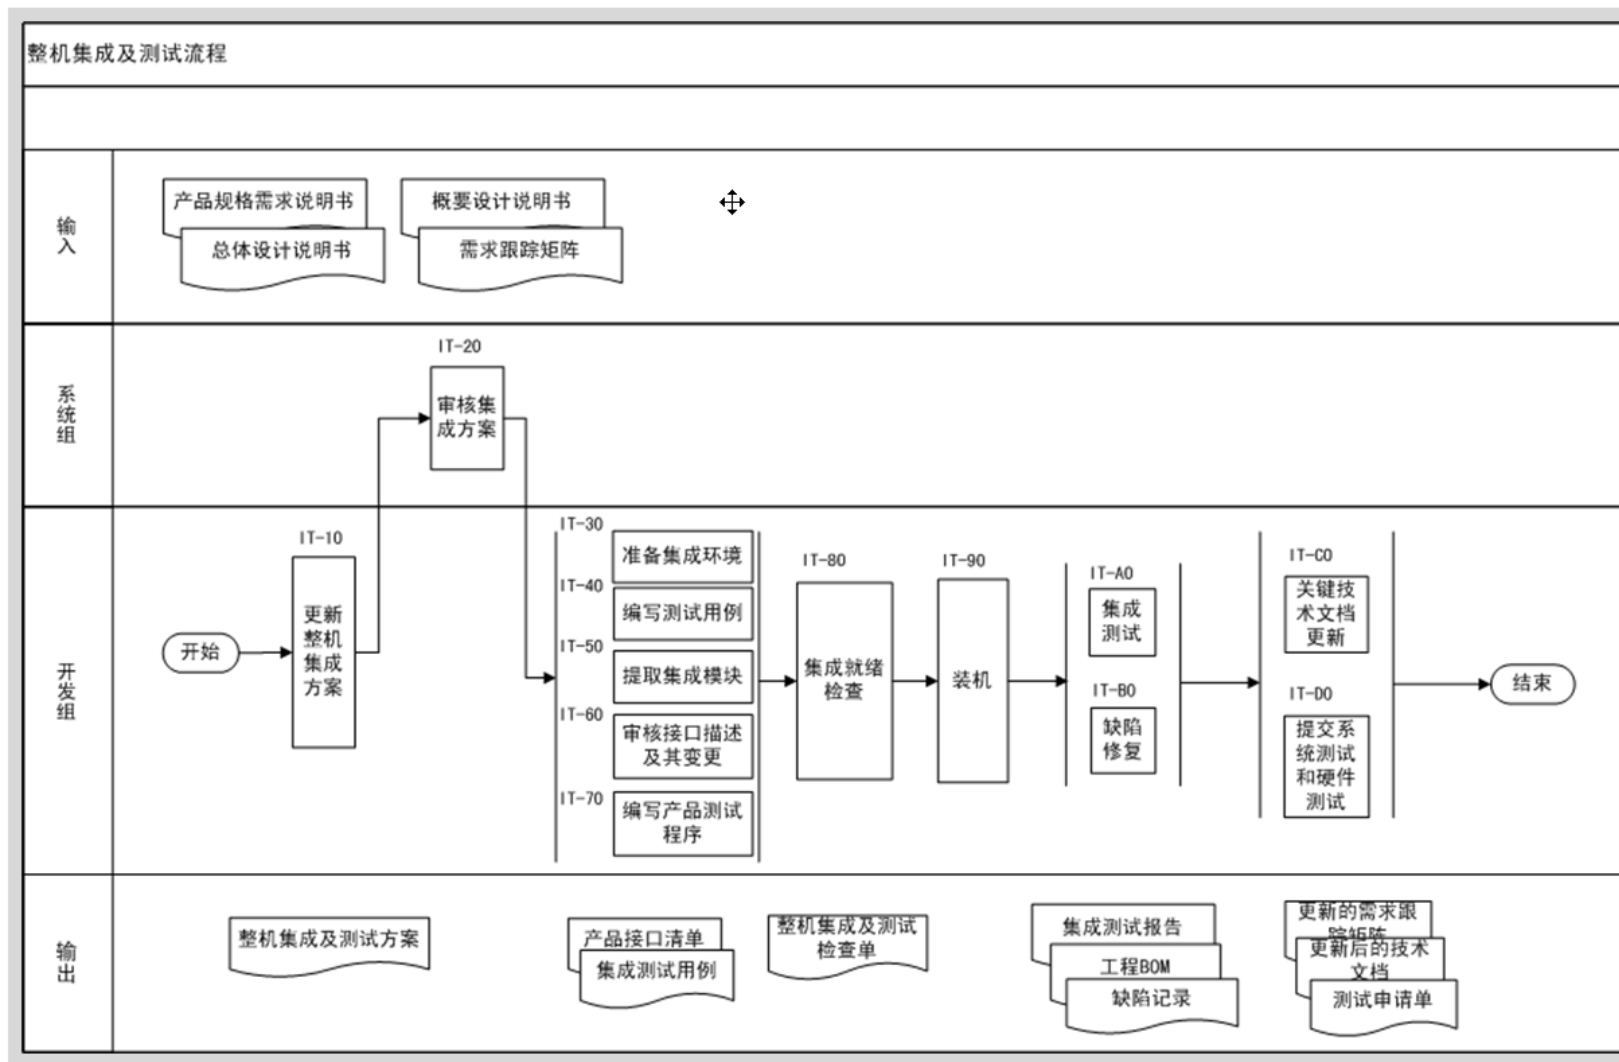 整机集成及测试流程
输
入
产品规格需求说明书
总体设计说明书
概要设计说明书
需求跟踪矩阵
系
统
组
IT-20
审核集
成方案
开
发
组
开始
IT-10
更新
整机
集成
方案
IT-30
准备集成环境
IT-40
编写测试用例
IT-50
提取集成模块
IT-60
审核接口描述
及其变更
IT-70
编写产品测试
程序
IT-80
集成就绪
检查
IT-90
装机
IT-A0
集成
测试
IT-B0
缺陷
修复
IT-C0
关键技
术文档
更新
IT-D0
提交系
统测试
和硬件
测试
结束
输
出
整机集成及测试方案
产品接口清单
集成测试用例
整机集成及测试
检查单
集成测试报告
工程BOM
缺陷记录
更新的需求跟
踪矩阵
更新后的技术
文档
测试申请单